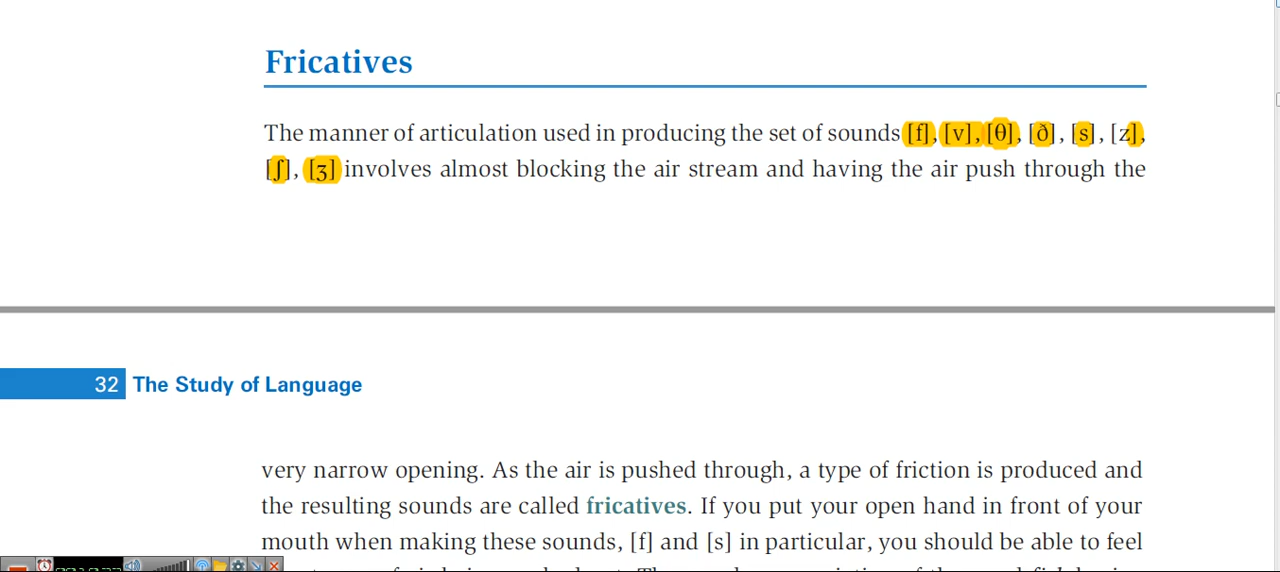 Fricatives
The manner of articulation used in producing the set of sounds [f], [v], [θ], [ð], [s], [z],
[ʃ], [ʒ] involves almost blocking the air stream and having the air push through the
32 The Study of Language
very narrow opening. As the air is pushed through, a type of friction is produced and
the resulting sounds are called fricatives. If you put your open hand in front of your
mouth when making these sounds, [f] and [s] in particular, you should be able to feel